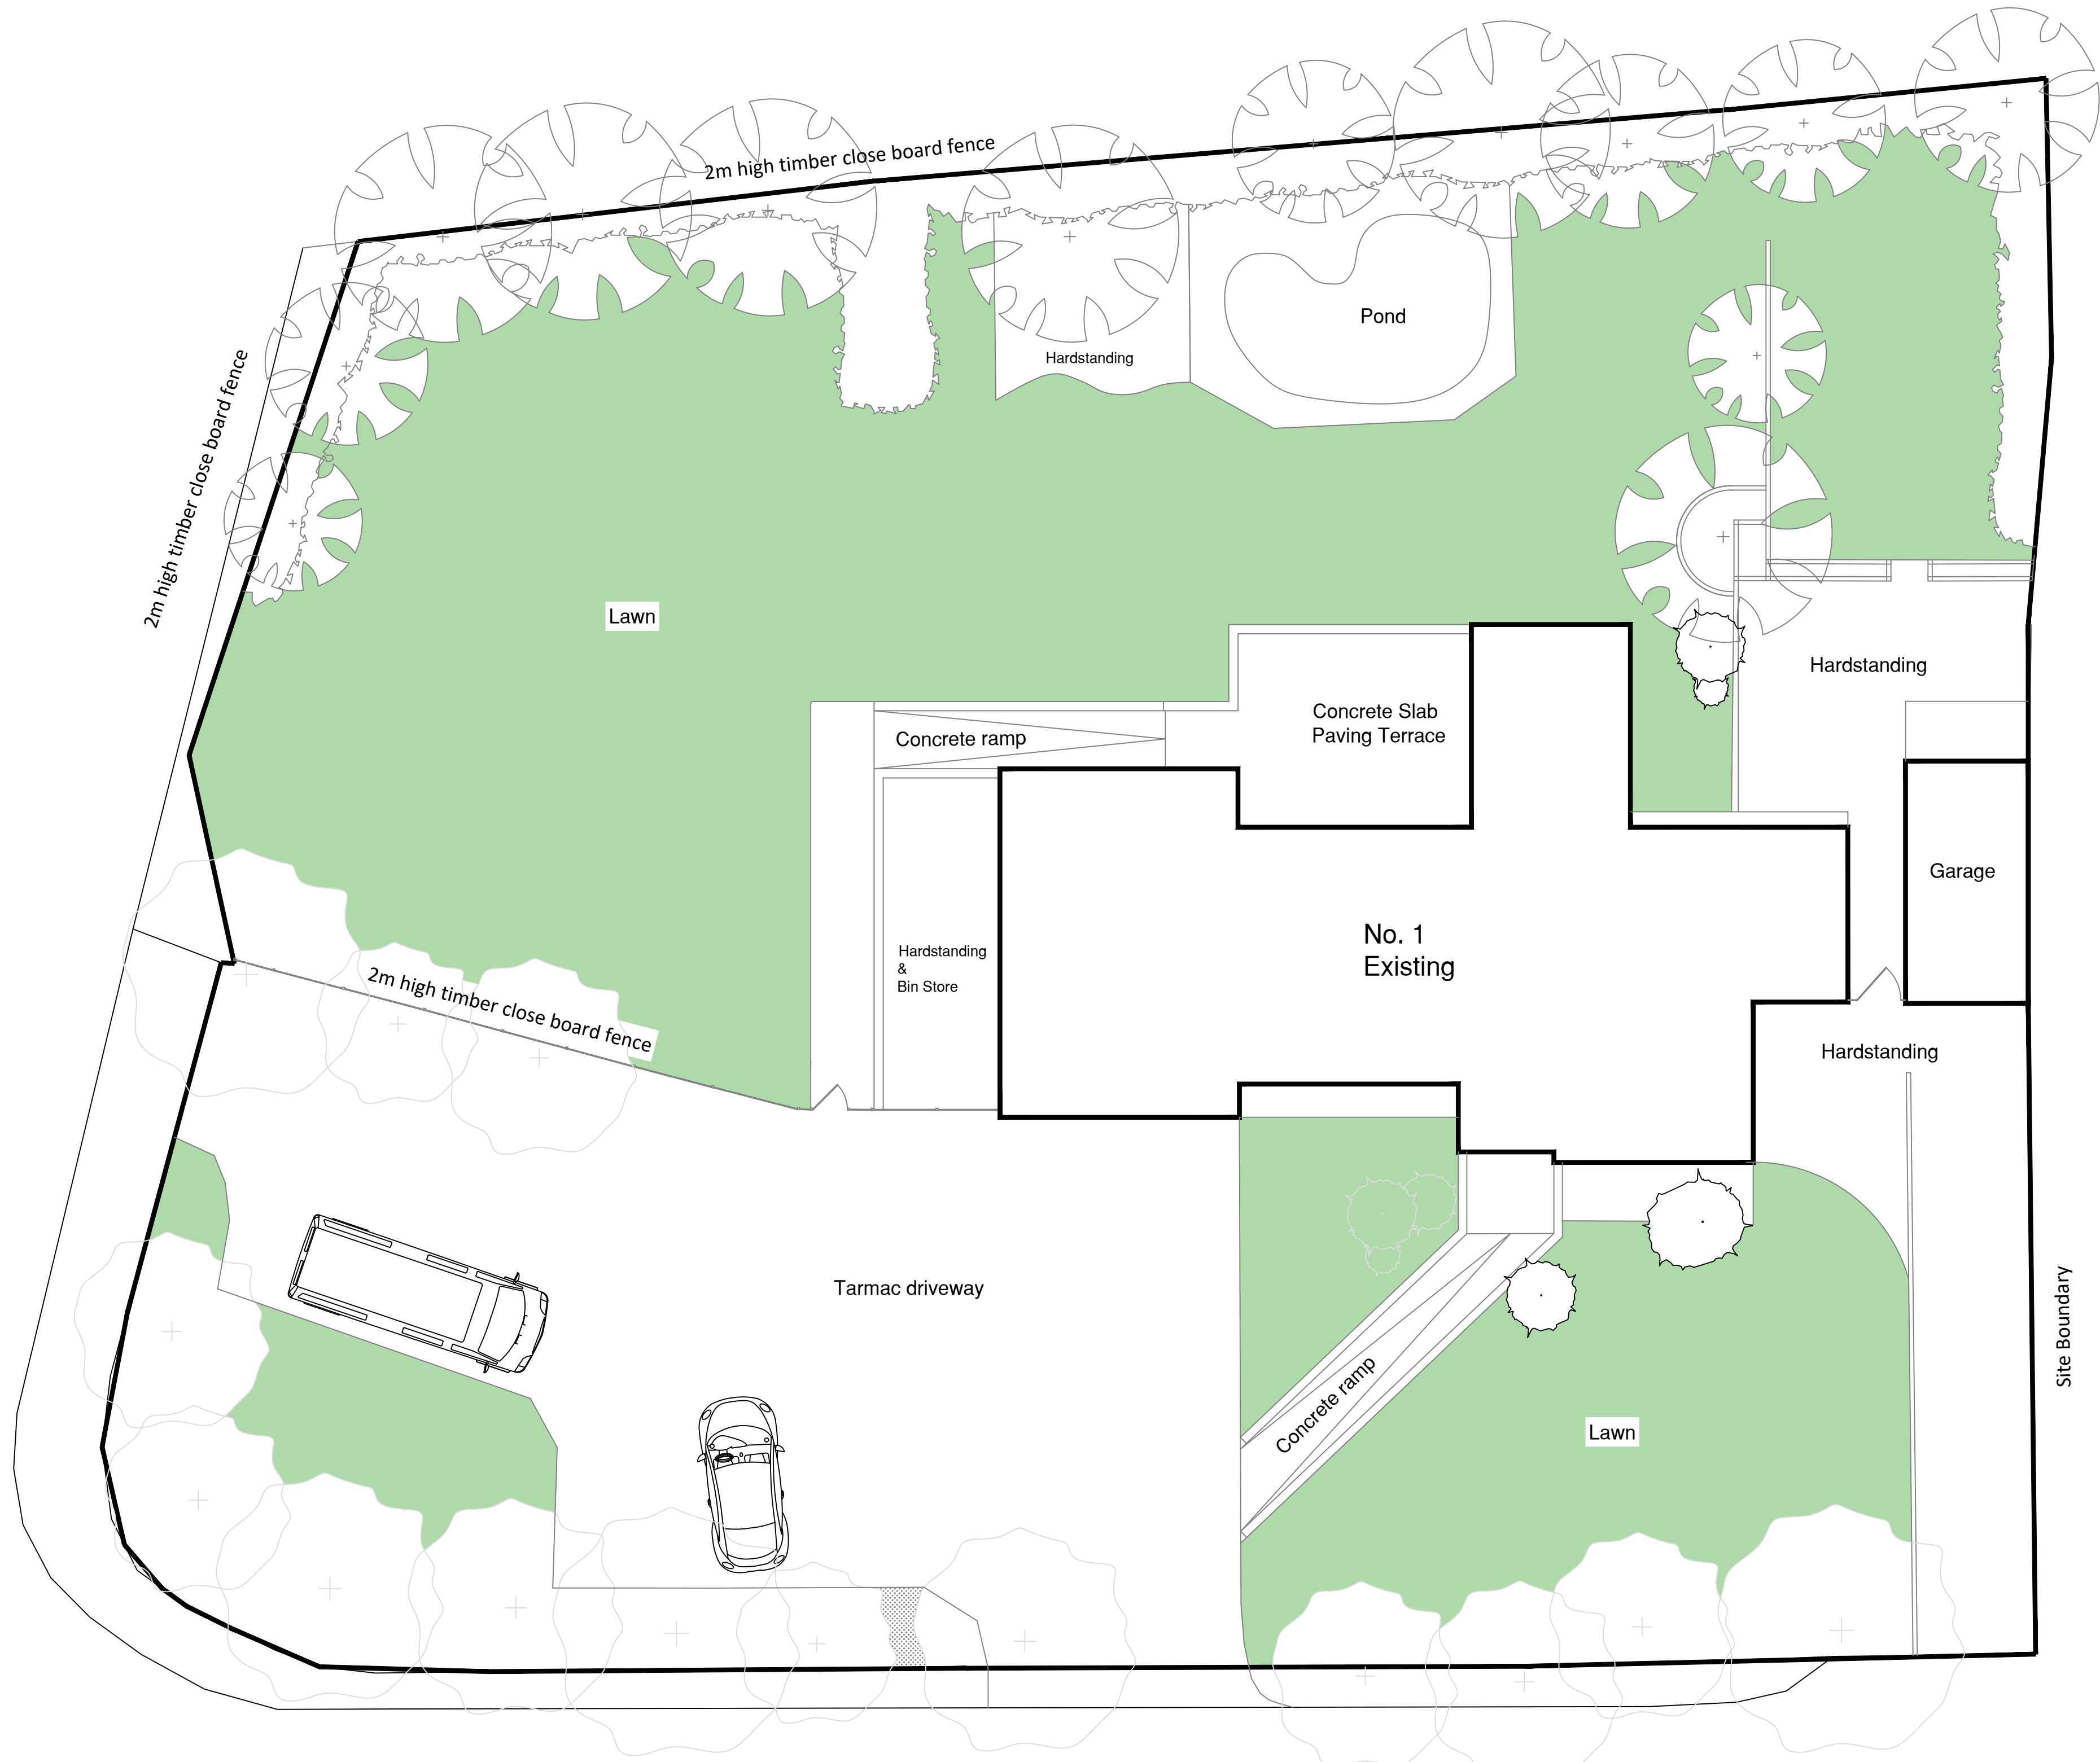 2m high timber close board fence
2m high timber close board fence
Pond
Hardstanding
Lawn
Hardstanding
Concrete Slab
Paving Terrace
Concrete ramp
Garage
No. 1
Existing
Hardstanding
&
Bin Store
2m high timber close board fence
Hardstanding
Tarmac driveway
Site Boundary
Concrete ramp
Lawn